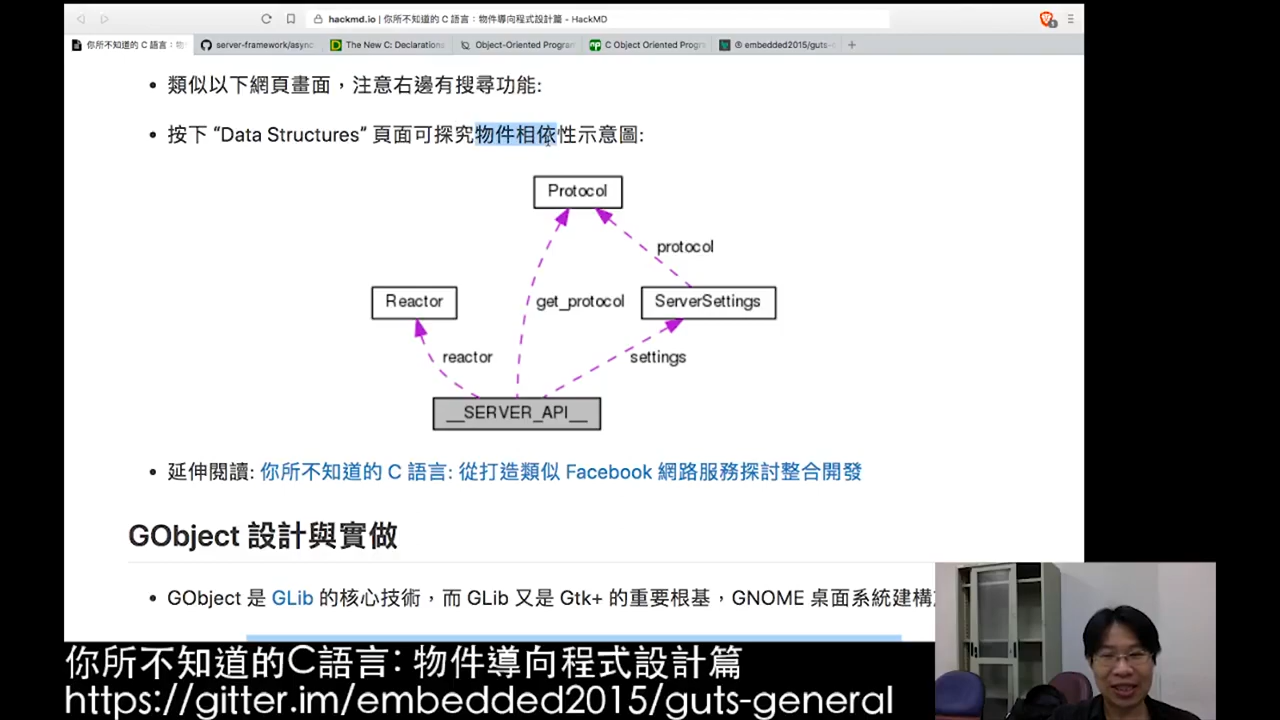 hackmd.io | 你所不知道的 C 語言：物件導向程式設計篇 - HackMD
你所不知道的 C 語言：物
server-framework/async
The New C: Declarations
Object-Oriented Program
C Object Oriented Progr
embedded2015/guts-
類似以下網頁畫面，注意右邊有搜尋功能:
按下 “Data Structures” 頁面可探究物件相依性示意圖:
Protocol
protocol
Reactor
get_protocol
ServerSettings
reactor
settings
__SERVER_API__
延伸閱讀: 你所不知道的 C 語言: 從打造類似 Facebook 網路服務探討整合開發
GObject 設計與實做
GObject 是 GLib 的核心技術，而 GLib 又是 Gtk+ 的重要根基，GNOME 桌面系統建構
你所不知道的C語言: 物件導向程式設計篇
https://gitter.im/embedded2015/guts-general